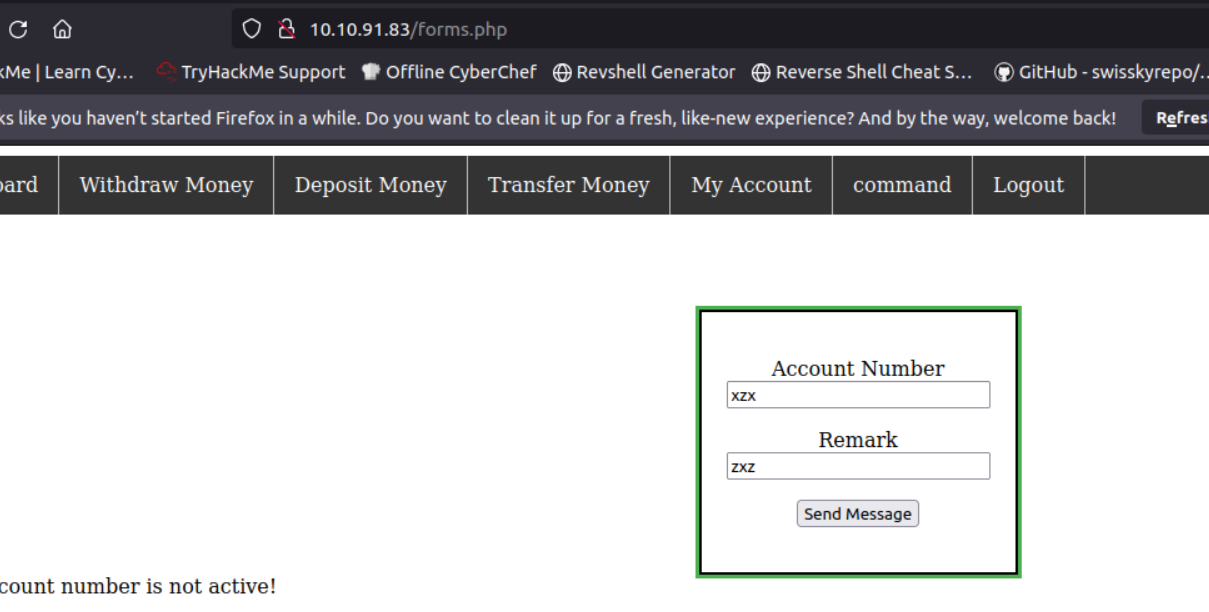 10.10.91.83/forms.php
kMe | Learn Cy... TryHackMe Support Offline CyberChef Revshell Generator Reverse Shell Cheat S... GitHub - swisskyrepo/...
ks like you haven't started Firefox in a while. Do you want to clean it up for a fresh, like-new experience? And by the way, welcome back! Refres
oard Withdraw Money Deposit Money Transfer Money My Account command Logout
Account Number
xzx
Remark
zxz
Send Message
count number is not active!